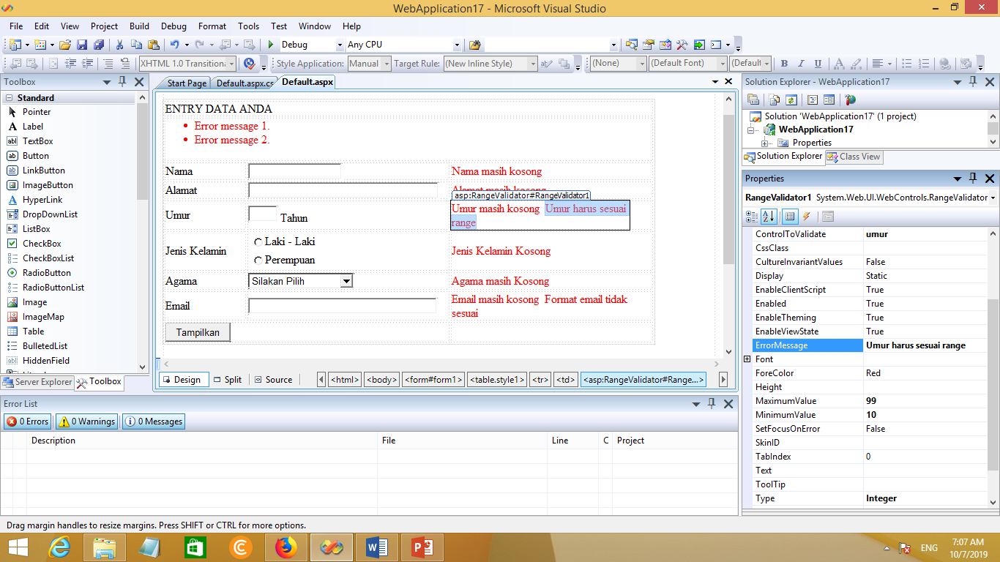 WebApplication17 - Microsoft Visual Studio
File Edit View Project Build Debug Format Tools Test Window Help
Debug Any CPU
XHTML 1.0 Transition Style Application: Manual Target Rule: (New Inline Style) (None) (Default Font) (Default B I U A
Toolbox
Standard
Pointer
A Label
TextBox
Button
LinkButton
ImageButton
HyperLink
DropDownList
ListBox
CheckBox
CheckBoxList
RadioButton
RadioButtonList
Image
ImageMap
Table
BulletedList
HiddenField
Server Explorer Toolbox
Start Page Default.aspx.cs Default.aspx
ENTRY DATA ANDA
Error message 1.
Error message 2.
Nama Nama masih kosong
Alamat Alamat masih kosong
asp:RangeValidator#RangeValidator1
Umur Tahun Umur masih kosong Umur harus sesuai
range
Laki - Laki
Jenis Kelamin Jenis Kelamin Kosong
Perempuan
Agama Silakan Pilih Agama masih Kosong
Email Email masih kosong Format email tidak
sesuai
Tampilkan
Design Split Source <html> <body> <form#form1> <table.style1> <tr> <td> <asp:RangeValidator#Range...>
Solution Explorer - WebApplication17
Solution 'WebApplication17' (1 project)
WebApplication17
Properties
Solution Explorer Class View
Properties
RangeValidator1 System.Web.UI.WebControls.RangeValidator
ControlToValidate umur
CssClass
CultureInvariantValues False
Display Static
EnableClientScript True
Enabled True
EnableTheming True
EnableViewState True
ErrorMessage Umur harus sesuai range
Font
ForeColor Red
Height
MaximumValue 99
MinimumValue 10
SetFocusOnError False
SkinID
TabIndex 0
Text
ToolTip
Type Integer
Error List
0 Errors 0 Warnings 0 Messages
Description File Line C Project
Drag margin handles to resize margins. Press SHIFT or CTRL for more options.
ENG
7:07 AM
10/7/2019